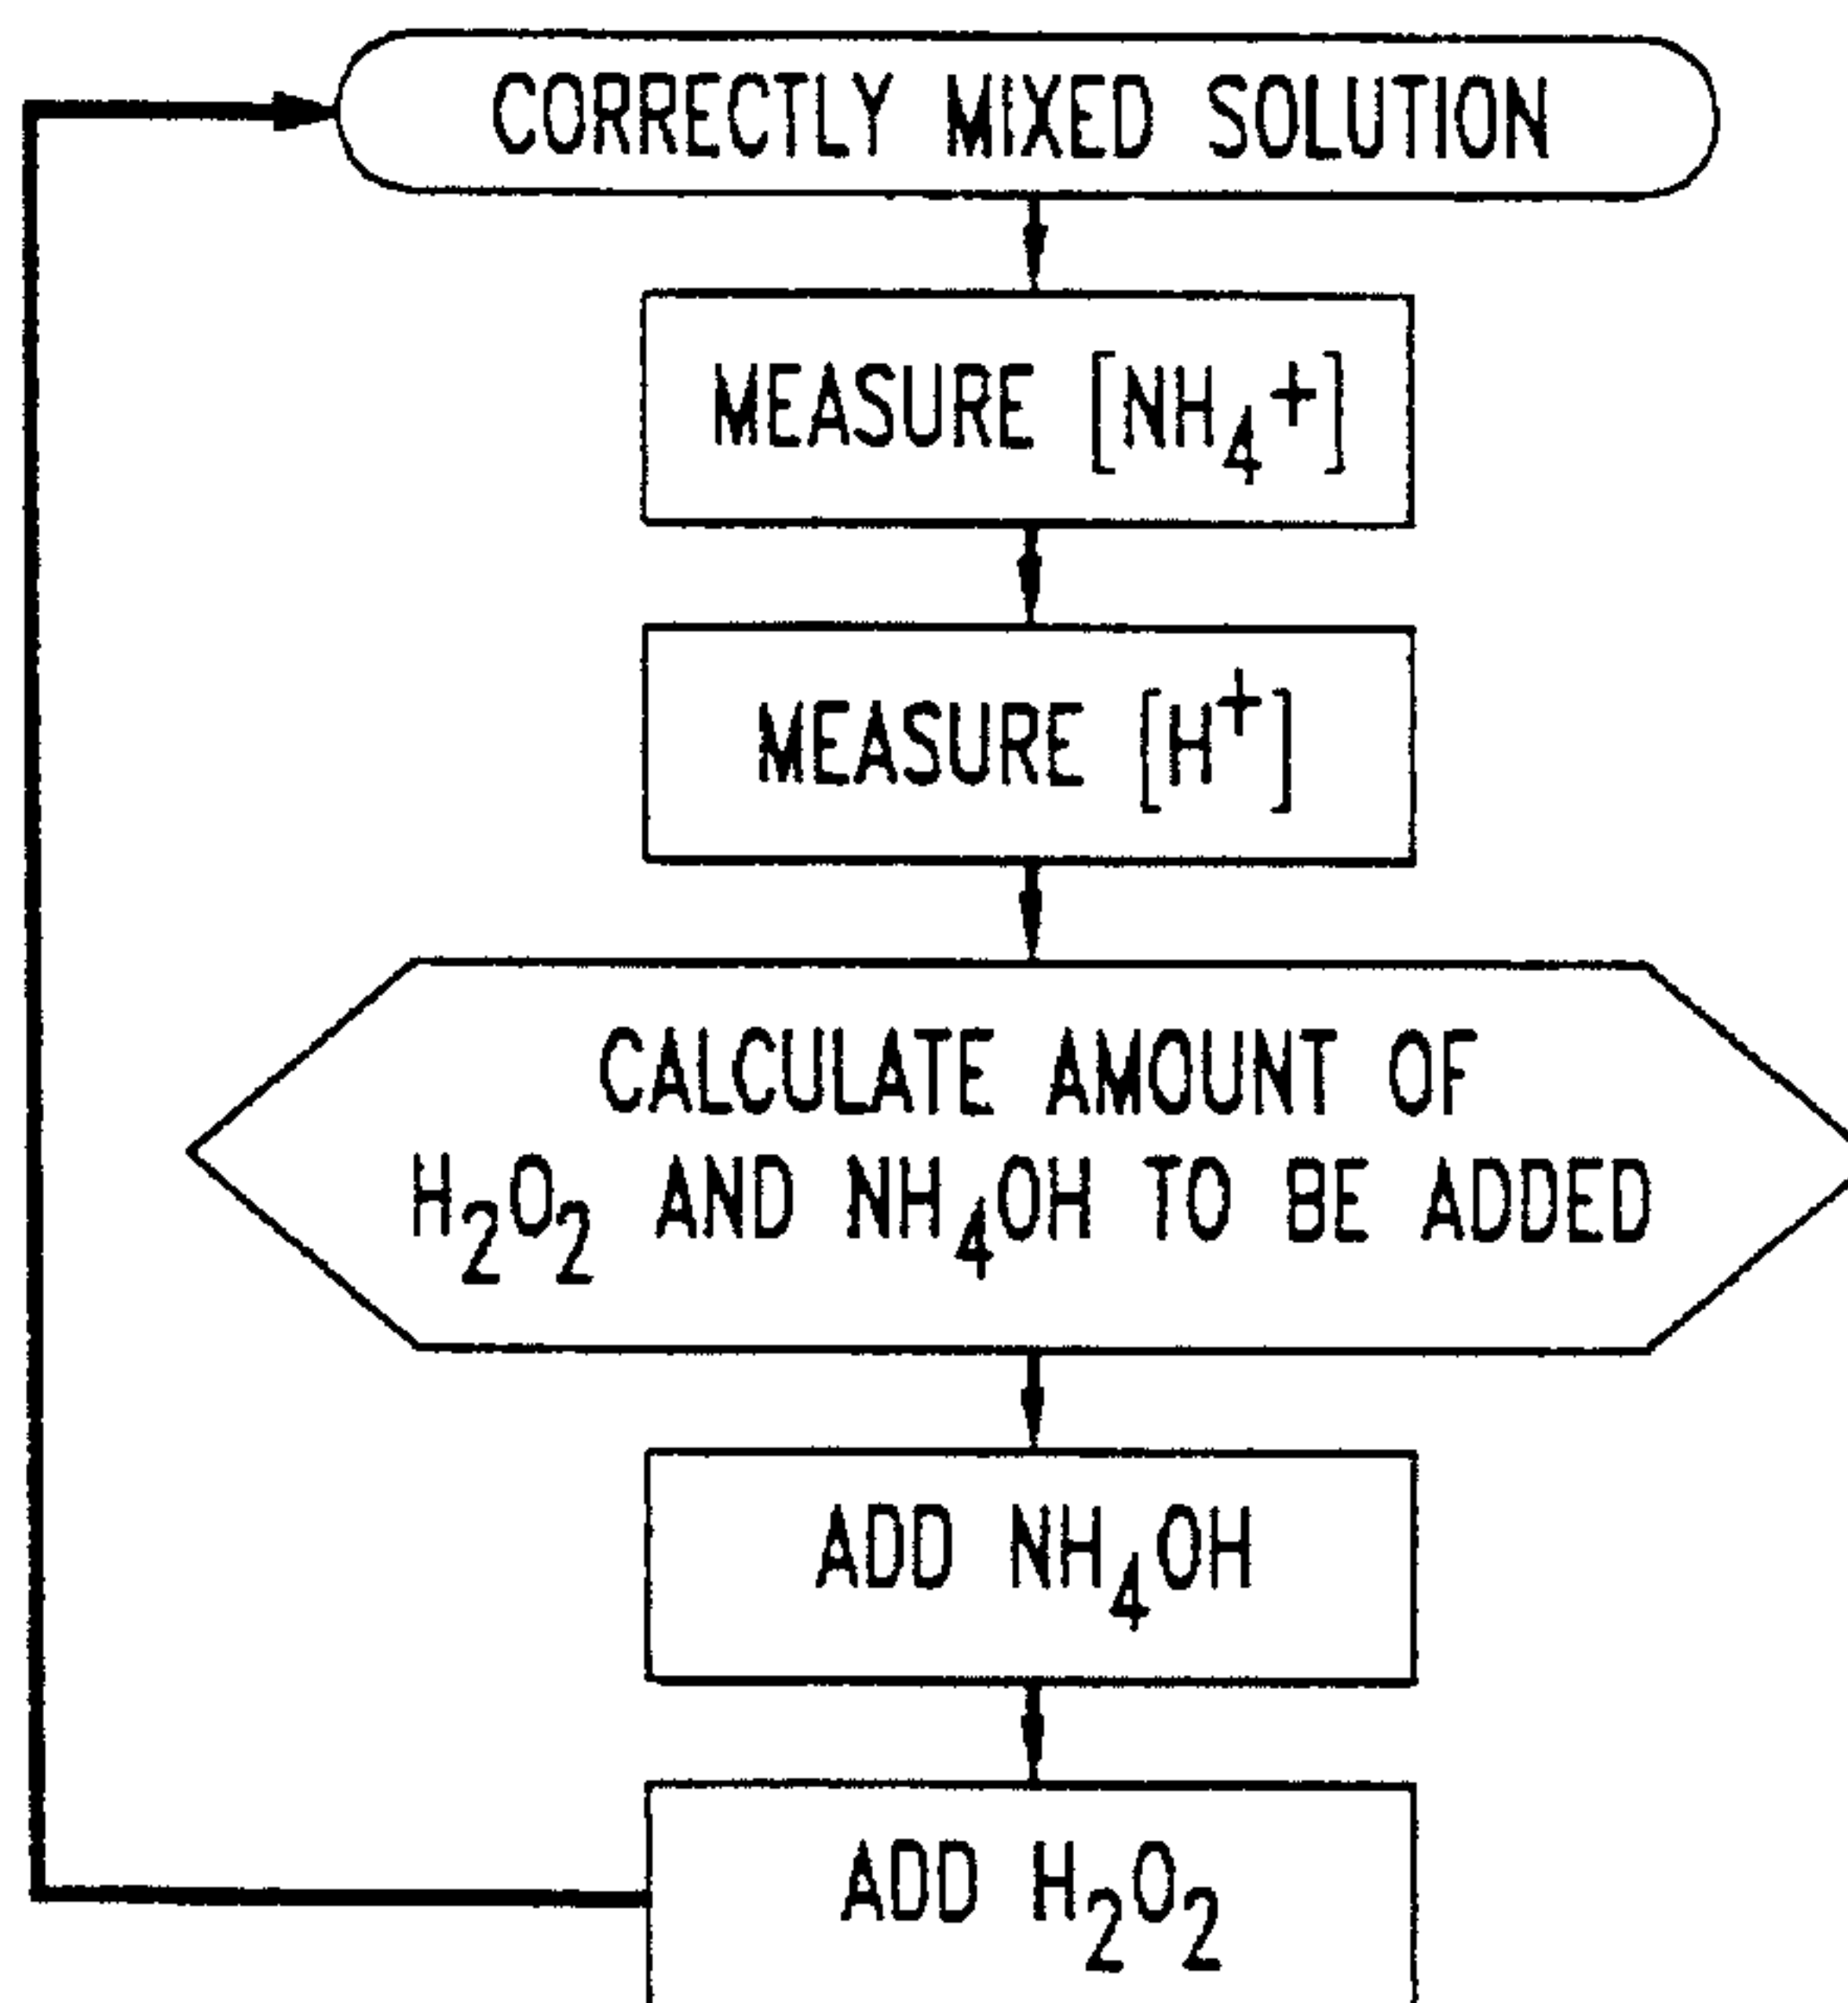 CORRECTLY MIXED SOLUTION
MEASURE [NH₄⁺]
MEASURE [H⁺]
CALCULATE AMOUNT OF
H₂O₂ AND NH₄OH TO BE ADDED
ADD NH₄OH
ADD H₂O₂